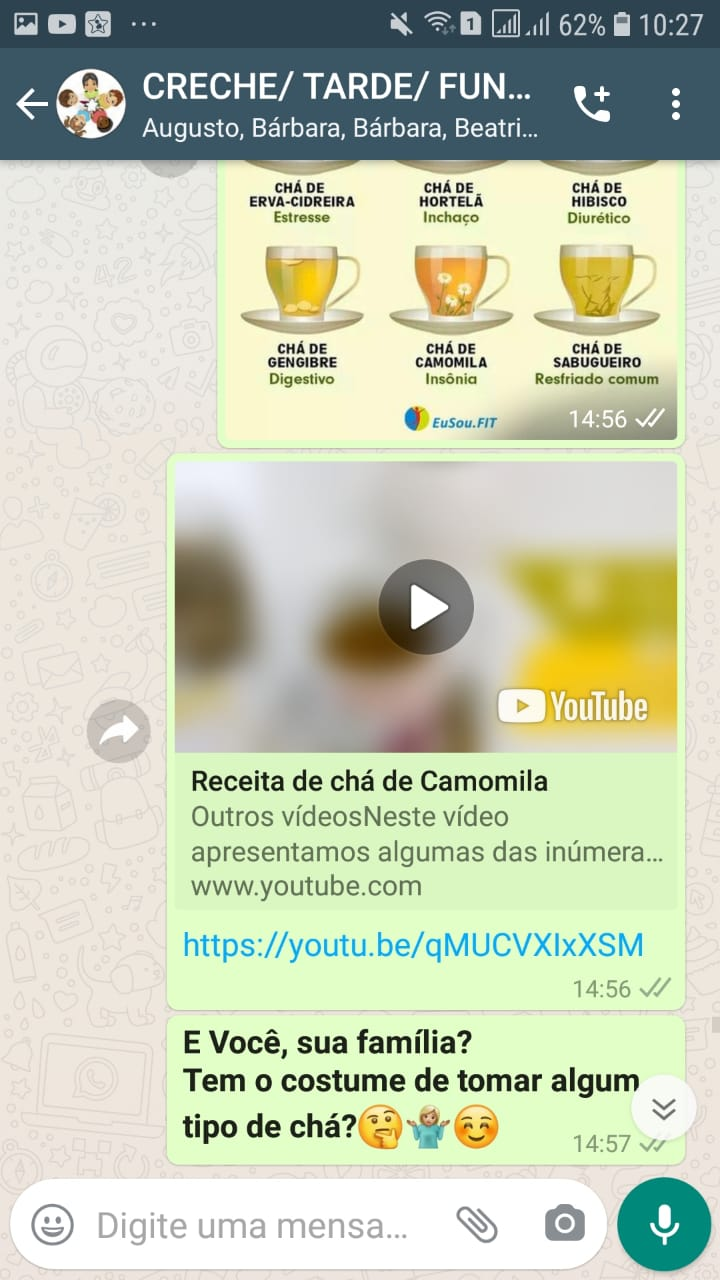 1 62% 10:27
CRECHE/ TARDE/ FUN...
Augusto, Bárbara, Bárbara, Beatri...
CHÁ DE ERVA-CIDREIRA
Estresse
CHÁ DE HORTELÃ
Inchaço
CHÁ DE HIBISCO
Diurético
CHÁ DE GENGIBRE
Digestivo
CHÁ DE CAMOMILA
Insônia
CHÁ DE SABUGUEIRO
Resfriado comum
EuSou.FIT
14:56
YouTube
Receita de chá de Camomila
Outros vídeosNeste vídeo
apresentamos algumas das inúmera...
www.youtube.com
https://youtu.be/qMUCVXIxXSM
14:56
E Você, sua família?
Tem o costume de tomar algum
tipo de chá?🤔🤷🏼‍♀️☺️
14:57
Digite uma mensa...